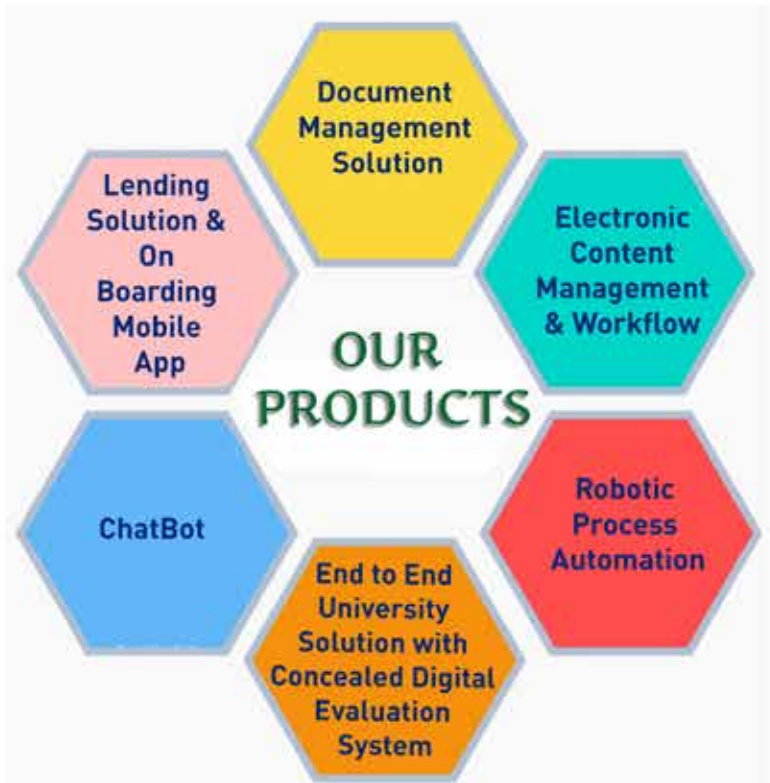 Document
Management
Solution
Electronic
Content
Management
& Workflow
Robotic
Process
Automation
End to End
University
Solution with
Concealed Digital
Evaluation
System
ChatBot
Lending
Solution &
On
Boarding
Mobile
App
OUR
PRODUCTS